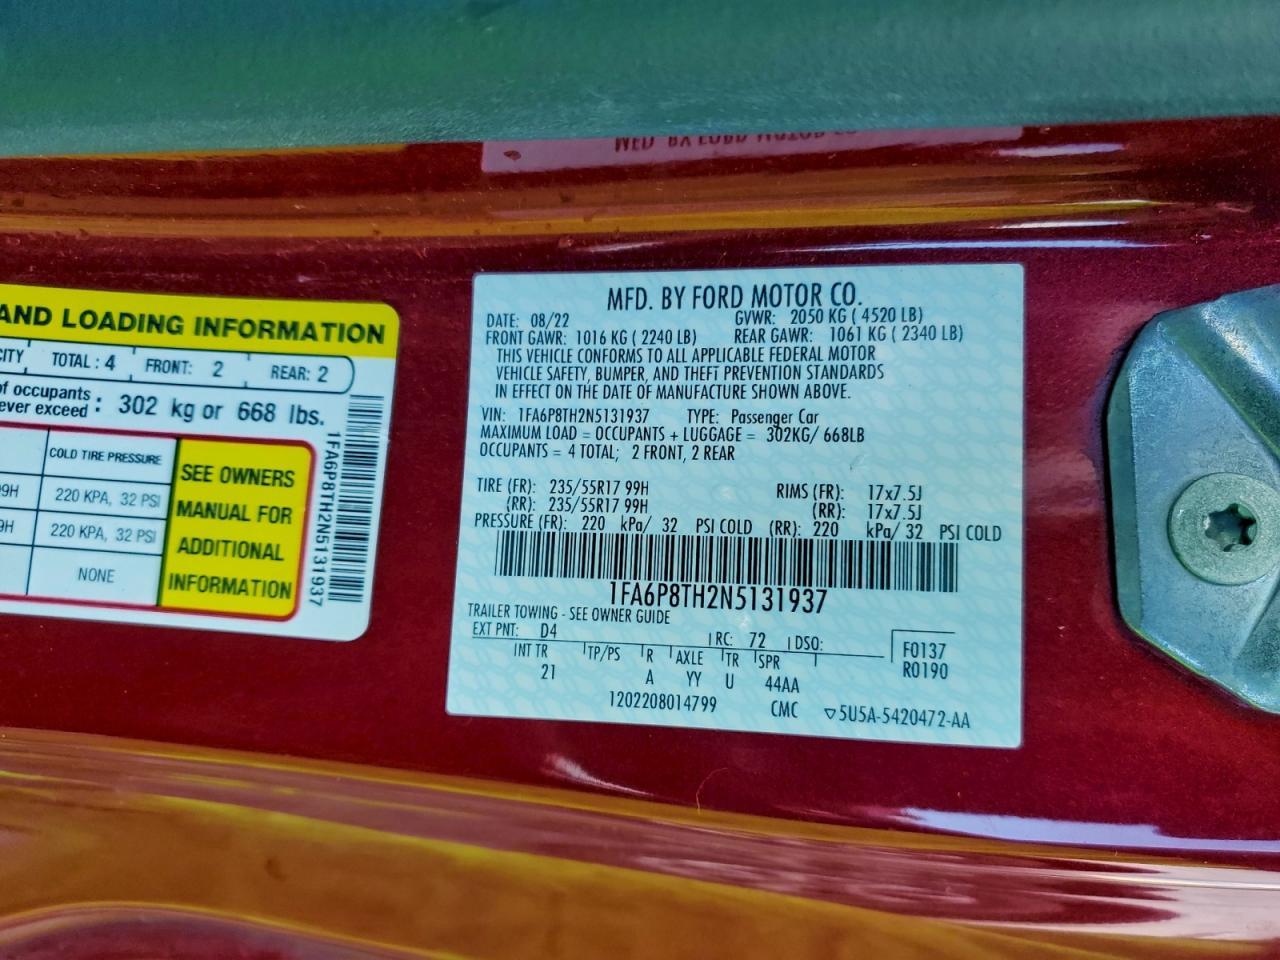 AND LOADING INFORMATION
CITY TOTAL: 4 FRONT: 2 REAR: 2
of occupants
ever exceed : 302 kg or 668 lbs.
COLD TIRE PRESSURE
99H 220 KPA, 32 PSI
9H 220 KPA, 32 PSI
NONE
SEE OWNERS
MANUAL FOR
ADDITIONAL
INFORMATION
1FA6P8TH2N5131937
MFD. BY FORD MOTOR CO.
DATE: 08/22 GVWR: 2050 KG ( 4520 LB)
FRONT GAWR: 1016 KG ( 2240 LB) REAR GAWR: 1061 KG ( 2340 LB)
THIS VEHICLE CONFORMS TO ALL APPLICABLE FEDERAL MOTOR
VEHICLE SAFETY, BUMPER, AND THEFT PREVENTION STANDARDS
IN EFFECT ON THE DATE OF MANUFACTURE SHOWN ABOVE.
VIN: 1FA6P8TH2N5131937 TYPE: Passenger Car
MAXIMUM LOAD = OCCUPANTS + LUGGAGE = 302KG/ 668LB
OCCUPANTS = 4 TOTAL; 2 FRONT, 2 REAR
TIRE (FR): 235/55R17 99H RIMS (FR): 17x7.5J
(RR): 235/55R17 99H (RR): 17x7.5J
PRESSURE (FR): 220 kPa/ 32 PSI COLD (RR): 220 kPa/ 32 PSI COLD
1FA6P8TH2N5131937
TRAILER TOWING - SEE OWNER GUIDE
EXT PNT: D4 RC: 72 DSO: F0137
INT TR TP/PS R AXLE TR SPR R0190
21 A YY U 44AA
1202208014799 CMC ▽5U5A-5420472-AA